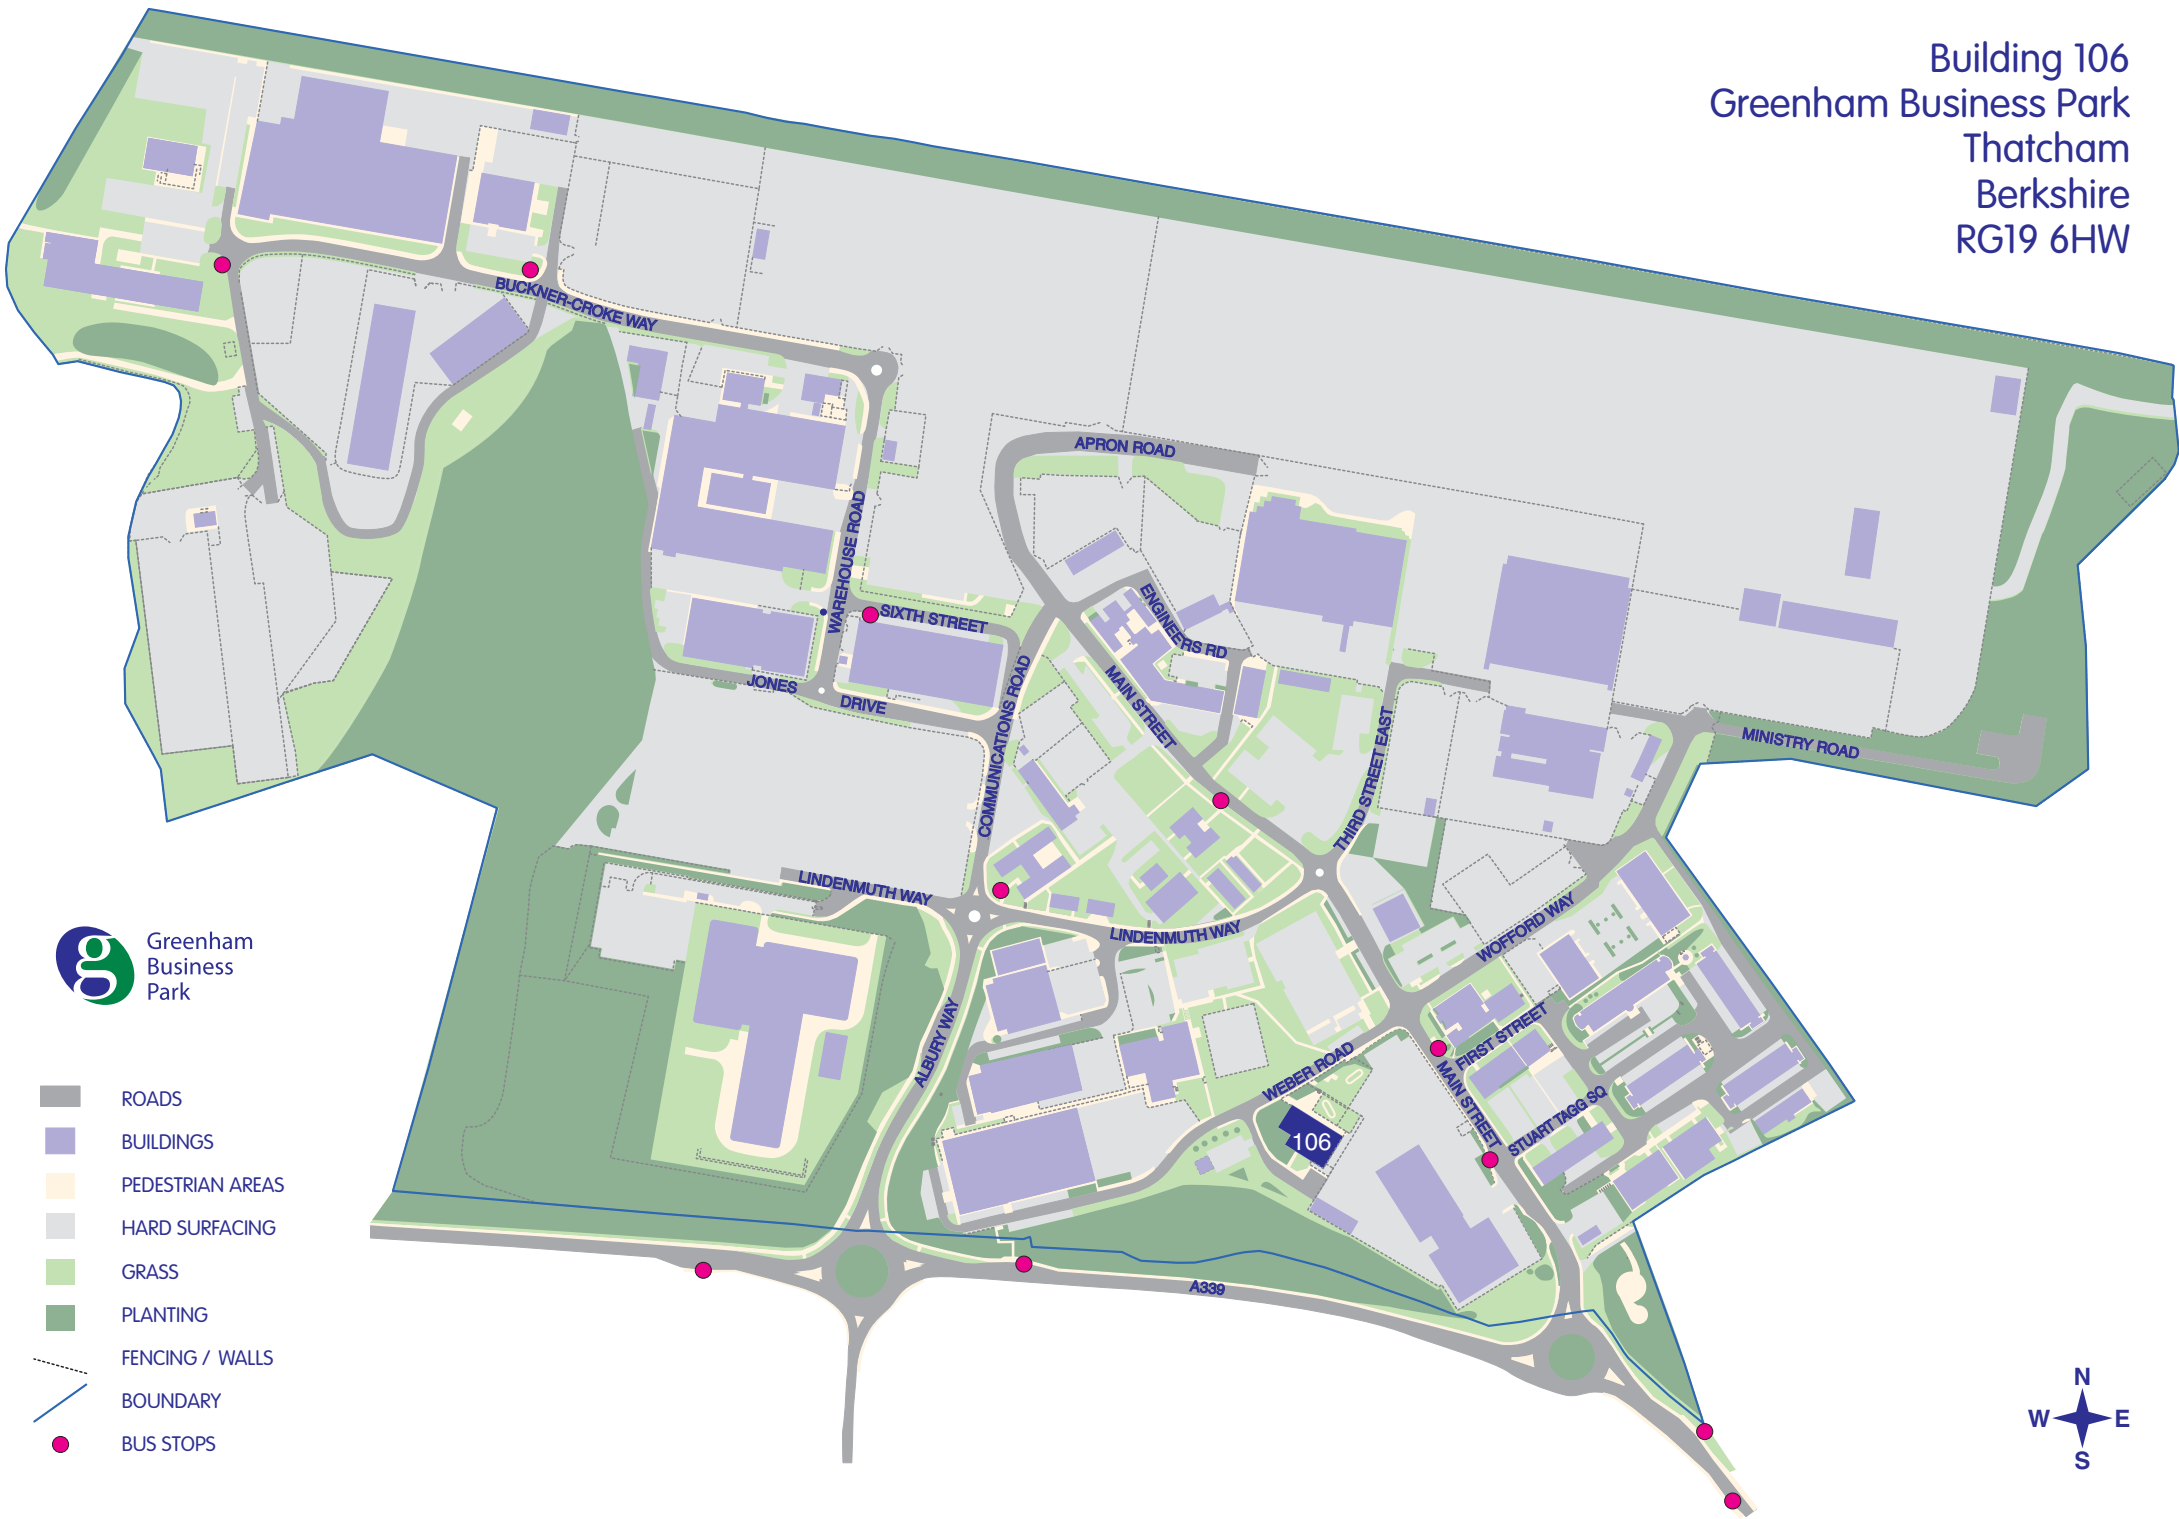 Building 106
Greenham Business Park
Thatcham
Berkshire
RG19 6HW
BUCKNER-CROKE WAY
APRON ROAD
WAREHOUSE ROAD
SIXTH STREET
ENGINEERS RD
JONES
DRIVE
COMMUNICATIONS ROAD
MAIN STREET
THIRD STREET EAST
MINISTRY ROAD
LINDENMUTH WAY
LINDENMUTH WAY
WOFFORD WAY
ALBURY WAY
FIRST STREET
WEBER ROAD
MAIN STREET
STUART TAGG SQ
106
A339
Greenham
Business
Park
ROADS
BUILDINGS
PEDESTRIAN AREAS
HARD SURFACING
GRASS
PLANTING
FENCING / WALLS
BOUNDARY
BUS STOPS
N
W E
S